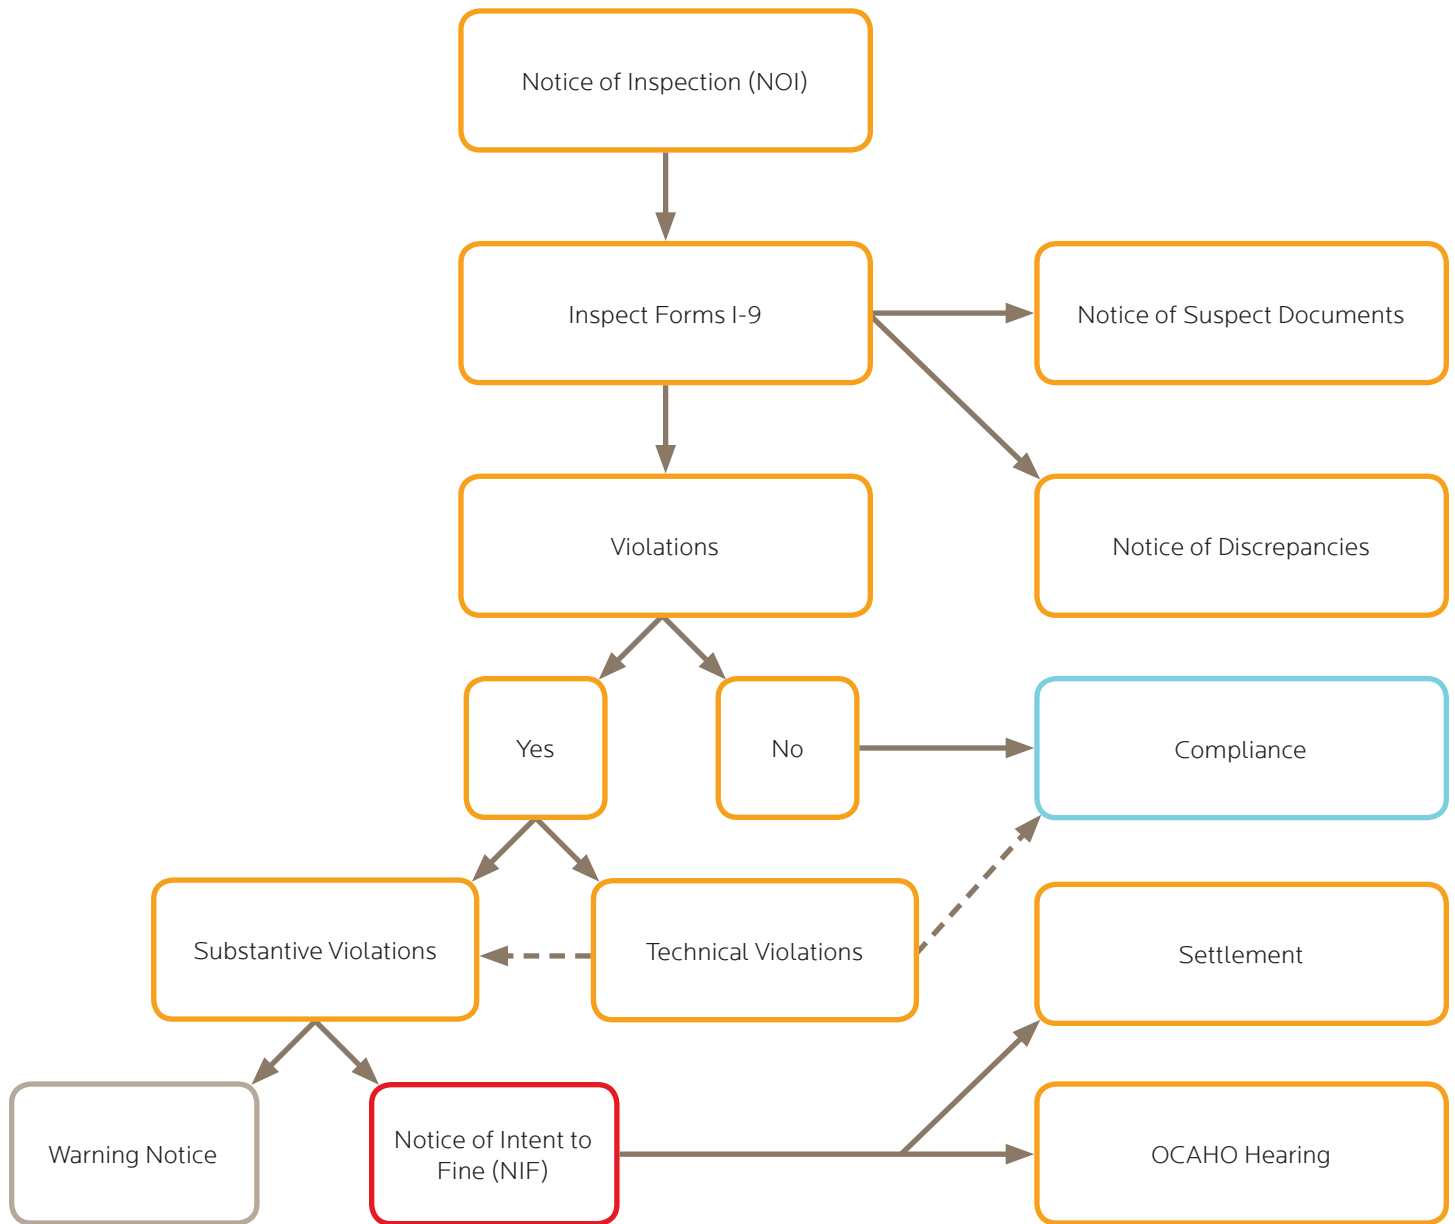 Notice of Inspection (NOI)
Inspect Forms I-9
Notice of Suspect Documents
Violations
Notice of Discrepancies
Yes
No
Compliance
Substantive Violations
Technical Violations
Settlement
Warning Notice
Notice of Intent to
Fine (NIF)
OCAHO Hearing